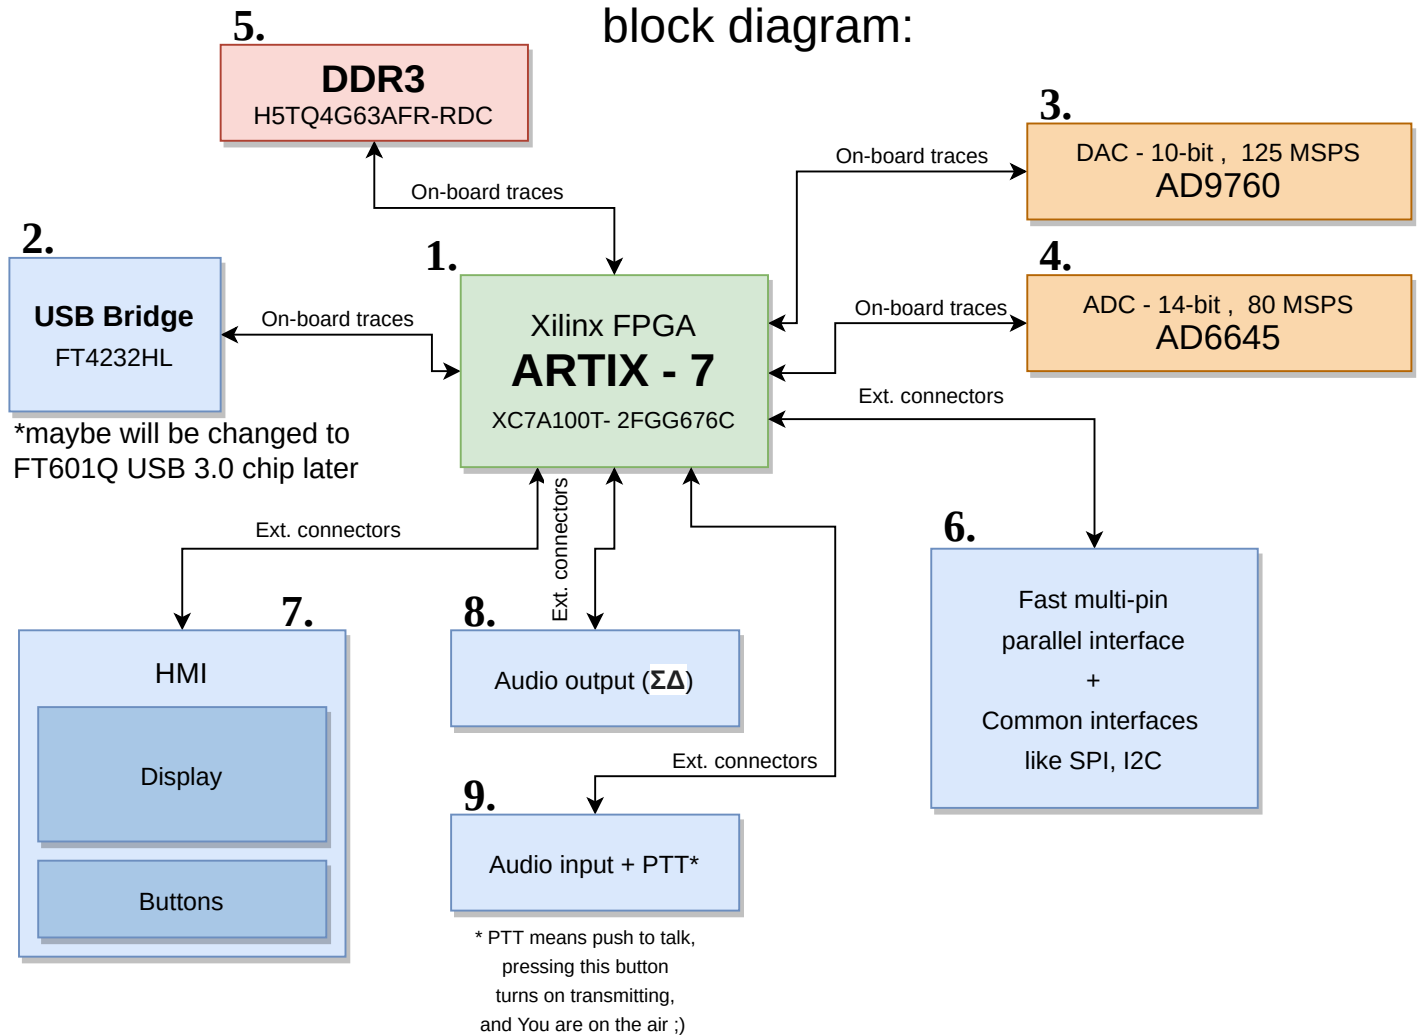 block diagram:
5.
DDR3
H5TQ4G63AFR-RDC
On-board traces
3.
DAC - 10-bit ,  125 MSPS
AD9760
On-board traces
2.
USB Bridge
FT4232HL
On-board traces
*maybe will be changed to
FT601Q USB 3.0 chip later
1.
Xilinx FPGA
ARTIX - 7
XC7A100T- 2FGG676C
4.
ADC - 14-bit ,  80 MSPS
AD6645
On-board traces
Ext. connectors
6.
Fast multi-pin
parallel interface
+
Common interfaces
like SPI, I2C
Ext. connectors
7.
HMI
Display
Buttons
Ext. connectors
8.
Audio output (ΣΔ)
Ext. connectors
9.
Audio input + PTT*
* PTT means push to talk,
pressing this button
turns on transmitting,
and You are on the air ;)